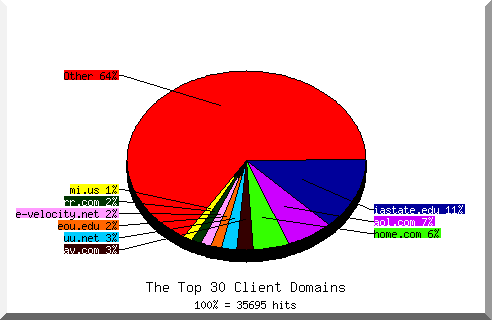 Other 64%
mi.us 1%
rr.com 2%
e-velocity.net 2%
eou.edu 2%
uu.net 3%
av.com 3%
iastate.edu 11%
aol.com 7%
home.com 6%
The Top 30 Client Domains
100% = 35695 hits